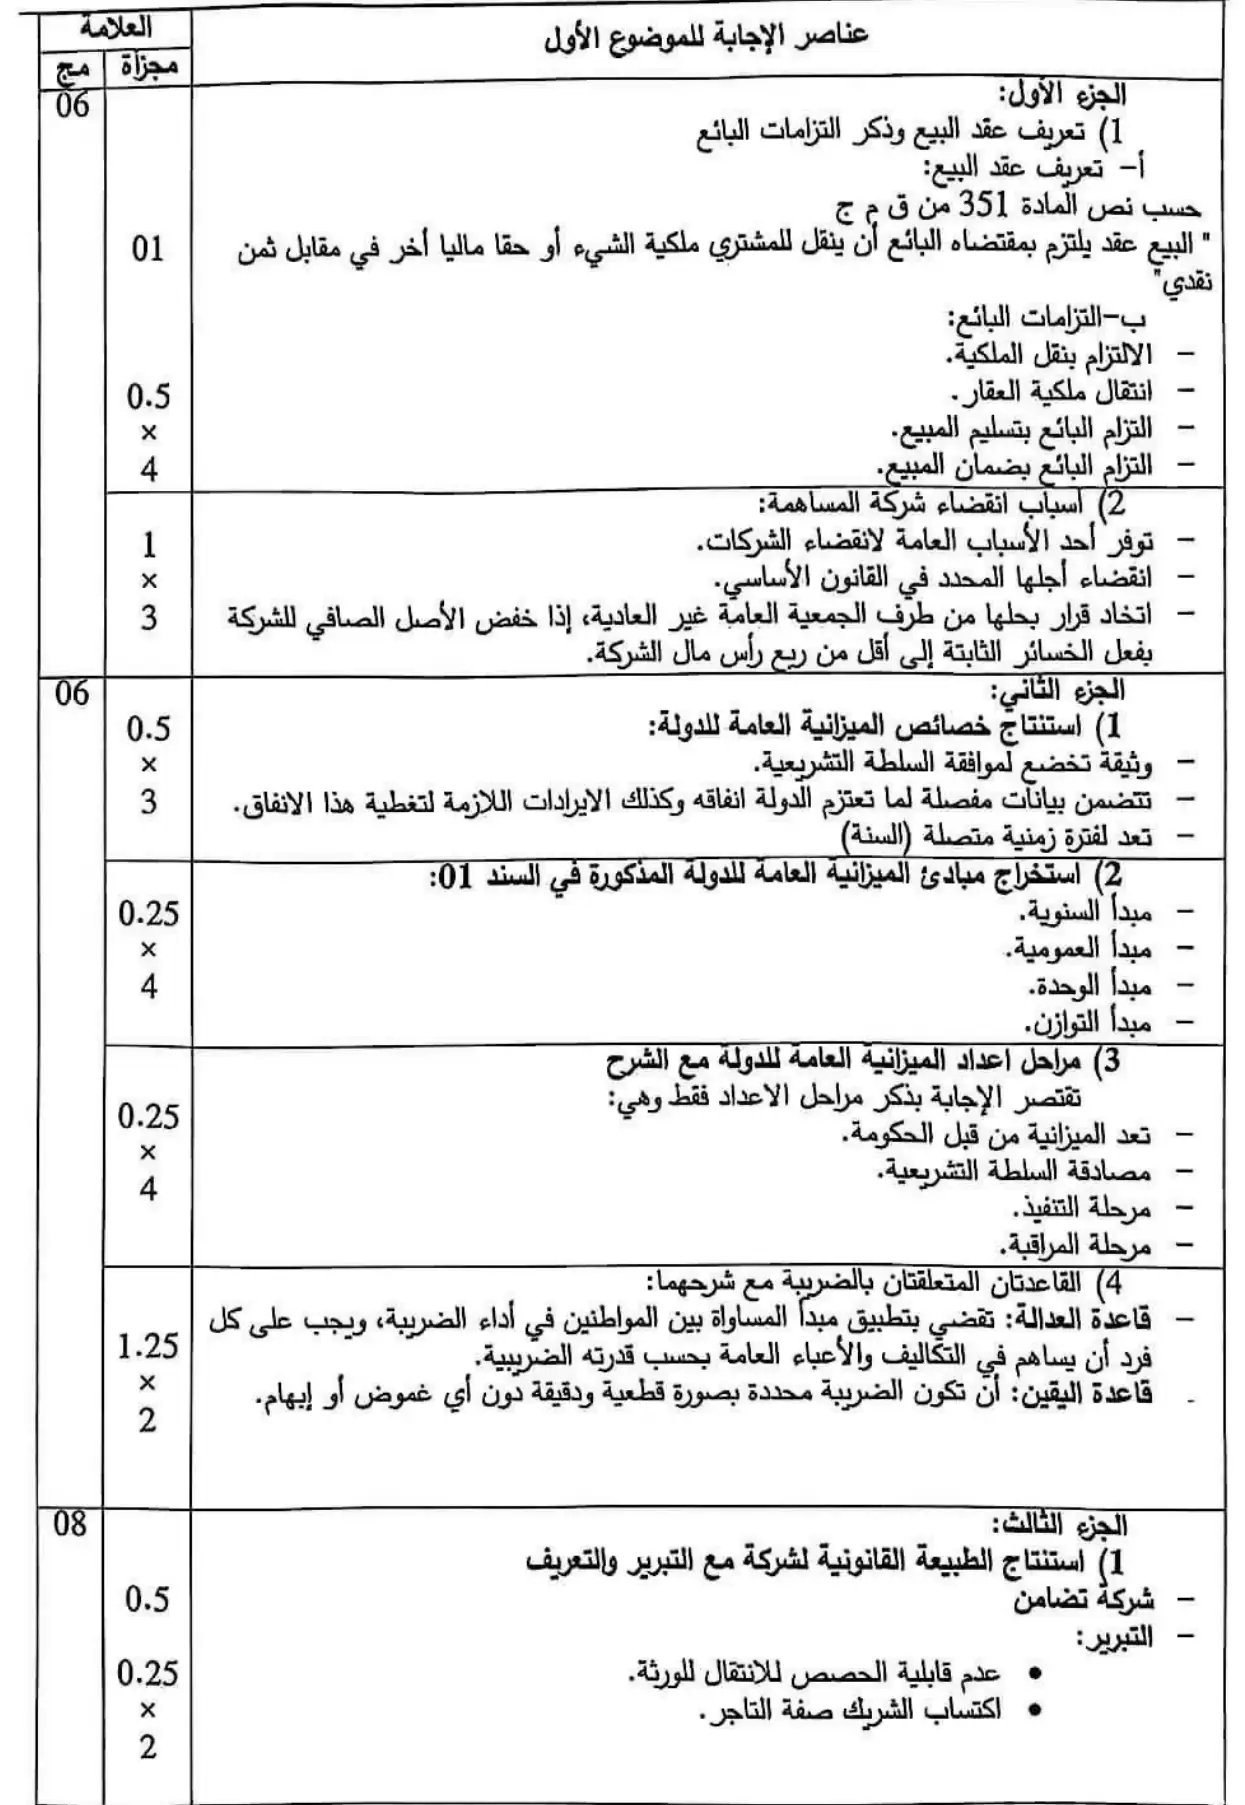 عناصر الإجابة للموضوع الأول
العلامة
مجزأة
مج
الجزء الأول:
06
1) تعريف عقد البيع وذكر التزامات البائع
أ- تعريف عقد البيع:
حسب نص المادة 351 من ق م ج
" البيع عقد يلتزم بمقتضاه البائع أن ينقل للمشتري ملكية الشيء أو حقا ماليا أخر في مقابل ثمن
01
نقدي"
ب-التزامات البائع:
- الالتزام بنقل الملكية.
- انتقال ملكية العقار.
0.5
- التزام البائع بتسليم المبيع.
×
- التزام البائع بضمان المبيع.
4
2) أسباب انقضاء شركة المساهمة:
- توفر أحد الأسباب العامة لانقضاء الشركات.
1
- انقضاء أجلها المحدد في القانون الأساسي.
×
- اتخاد قرار بحلها من طرف الجمعية العامة غير العادية، إذا خفض الأصل الصافي للشركة
3
بفعل الخسائر الثابتة إلى أقل من ربع رأس مال الشركة.
الجزء الثاني:
06
1) استنتاج خصائص الميزانية العامة للدولة:
0.5
- وثيقة تخضع لموافقة السلطة التشريعية.
×
- تتضمن بيانات مفصلة لما تعتزم الدولة انفاقه وكذلك الايرادات اللازمة لتغطية هذا الانفاق.
3
- تعد لفترة زمنية متصلة (السنة)
2) استخراج مبادئ الميزانية العامة للدولة المذكورة في السند 01:
- مبدأ السنوية.
0.25
- مبدأ العمومية.
×
- مبدأ الوحدة.
4
- مبدأ التوازن.
3) مراحل اعداد الميزانية العامة للدولة مع الشرح
تقتصر الإجابة بذكر مراحل الاعداد فقط وهي:
0.25
- تعد الميزانية من قبل الحكومة.
×
- مصادقة السلطة التشريعية.
4
- مرحلة التنفيذ.
- مرحلة المراقبة.
4) القاعدتان المتعلقتان بالضريبة مع شرحهما:
- قاعدة العدالة: تقضي بتطبيق مبدأ المساواة بين المواطنين في أداء الضريبة، ويجب على كل
فرد أن يساهم في التكاليف والأعباء العامة بحسب قدرته الضريبية.
1.25
×
- قاعدة اليقين: أن تكون الضريبة محددة بصورة قطعية ودقيقة دون أي غموض أو إبهام.
2
الجزء الثالث:
08
1) استنتاج الطبيعة القانونية لشركة مع التبرير والتعريف
- شركة تضامن
0.5
- التبرير:
• عدم قابلية الحصص للانتقال للورثة.
0.25
• اكتساب الشريك صفة التاجر.
×
2